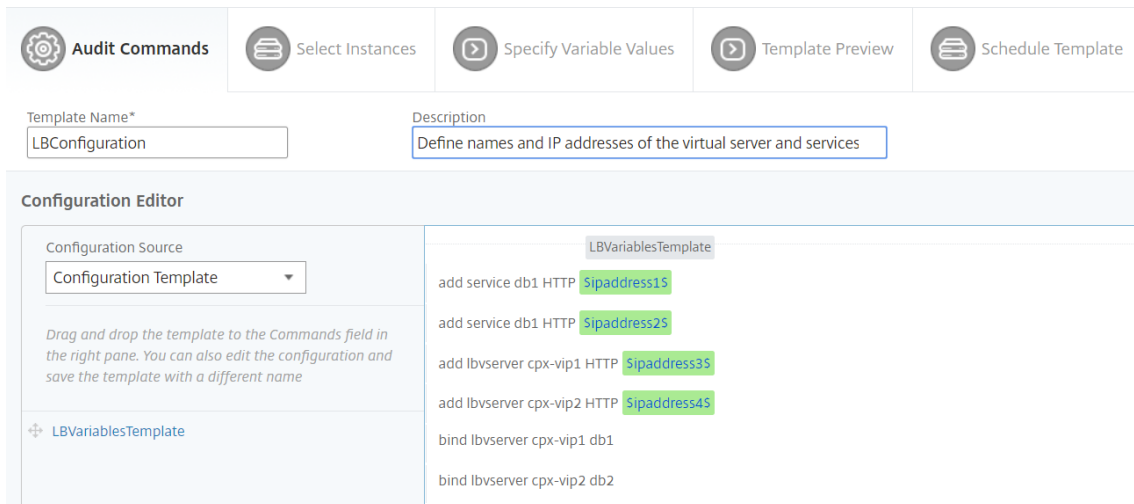 Audit Commands
Select Instances
Specify Variable Values
Template Preview
Schedule Template
Template Name*
Description
LBConfiguration
Define names and IP addresses of the virtual server and services
Configuration Editor
Configuration Source
Configuration Template
Drag and drop the template to the Commands field in
the right pane. You can also edit the configuration and
save the template with a different name
LBVariablesTemplate
LBVariablesTemplate
add service db1 HTTP $ipaddress1$
add service db1 HTTP $ipaddress2$
add lbvserver cpx-vip1 HTTP $ipaddress3$
add lbvserver cpx-vip2 HTTP $ipaddress4$
bind lbvserver cpx-vip1 db1
bind lbvserver cpx-vip2 db2